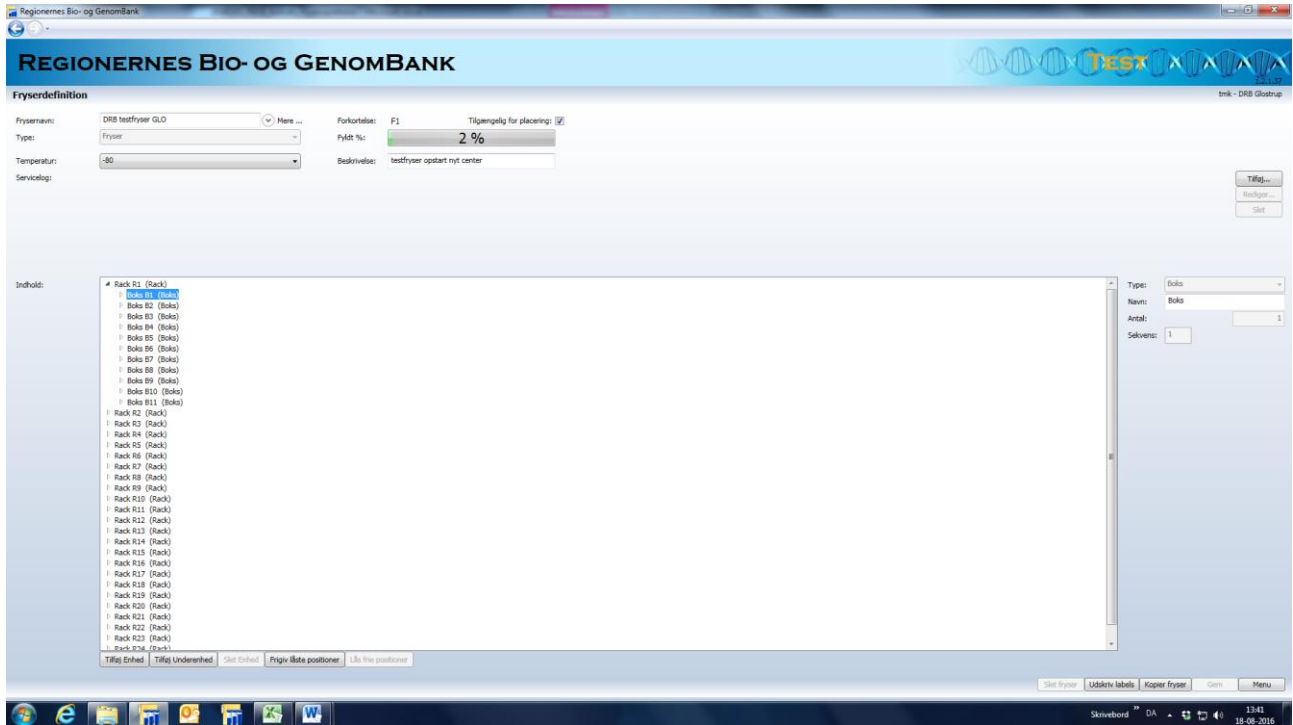 Regionernes Bio- og GenomBank
REGIONERNES BIO- OG GENOMBANK
TEST
1.2.1.37
Fryserdefinition
tmk - DRB Glostrup
Frysernavn: DRB testfryser GLO Mere ... Forkortelse: F1 Tilgængelig for placering:
Type: Fryser Fyldt %: 2 %
Temperatur: -80 Beskrivelse: testfryser opstart nyt center
Servicelog: Tilføj...
Rediger...
Slet
Indhold:
Rack R1 (Rack)
Boks B1 (Boks)
Boks B2 (Boks)
Boks B3 (Boks)
Boks B4 (Boks)
Boks B5 (Boks)
Boks B6 (Boks)
Boks B7 (Boks)
Boks B8 (Boks)
Boks B9 (Boks)
Boks B10 (Boks)
Boks B11 (Boks)
Rack R2 (Rack)
Rack R3 (Rack)
Rack R4 (Rack)
Rack R5 (Rack)
Rack R6 (Rack)
Rack R7 (Rack)
Rack R8 (Rack)
Rack R9 (Rack)
Rack R10 (Rack)
Rack R11 (Rack)
Rack R12 (Rack)
Rack R13 (Rack)
Rack R14 (Rack)
Rack R15 (Rack)
Rack R16 (Rack)
Rack R17 (Rack)
Rack R18 (Rack)
Rack R19 (Rack)
Rack R20 (Rack)
Rack R21 (Rack)
Rack R22 (Rack)
Rack R23 (Rack)
Rack R24 (Rack)
Type: Boks
Navn: Boks
Antal: 1
Sekvens: 1
Tilføj Enhed Tilføj Underenhed Slet Enhed Frigiv låste positioner Lås frie positioner
Slet fryser Udskriv labels Kopier fryser Gem Menu
Skrivebord DA 13:41
18-08-2016